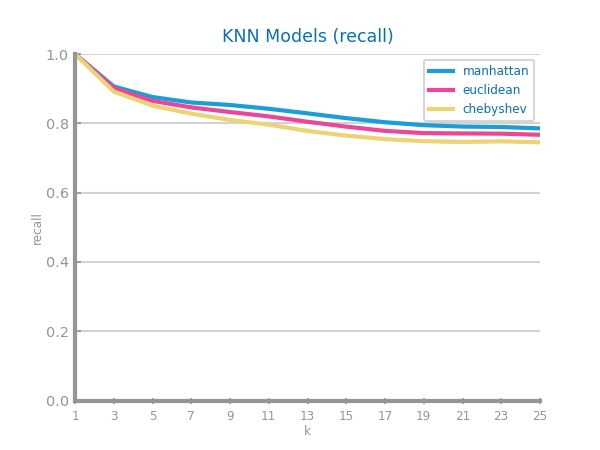 KNN Models (recall)
manhattan
euclidean
chebyshev
recall
1.0
0.8
0.6
0.4
0.2
0.0
1 3 5 7 9 11 13 15 17 19 21 23 25
k